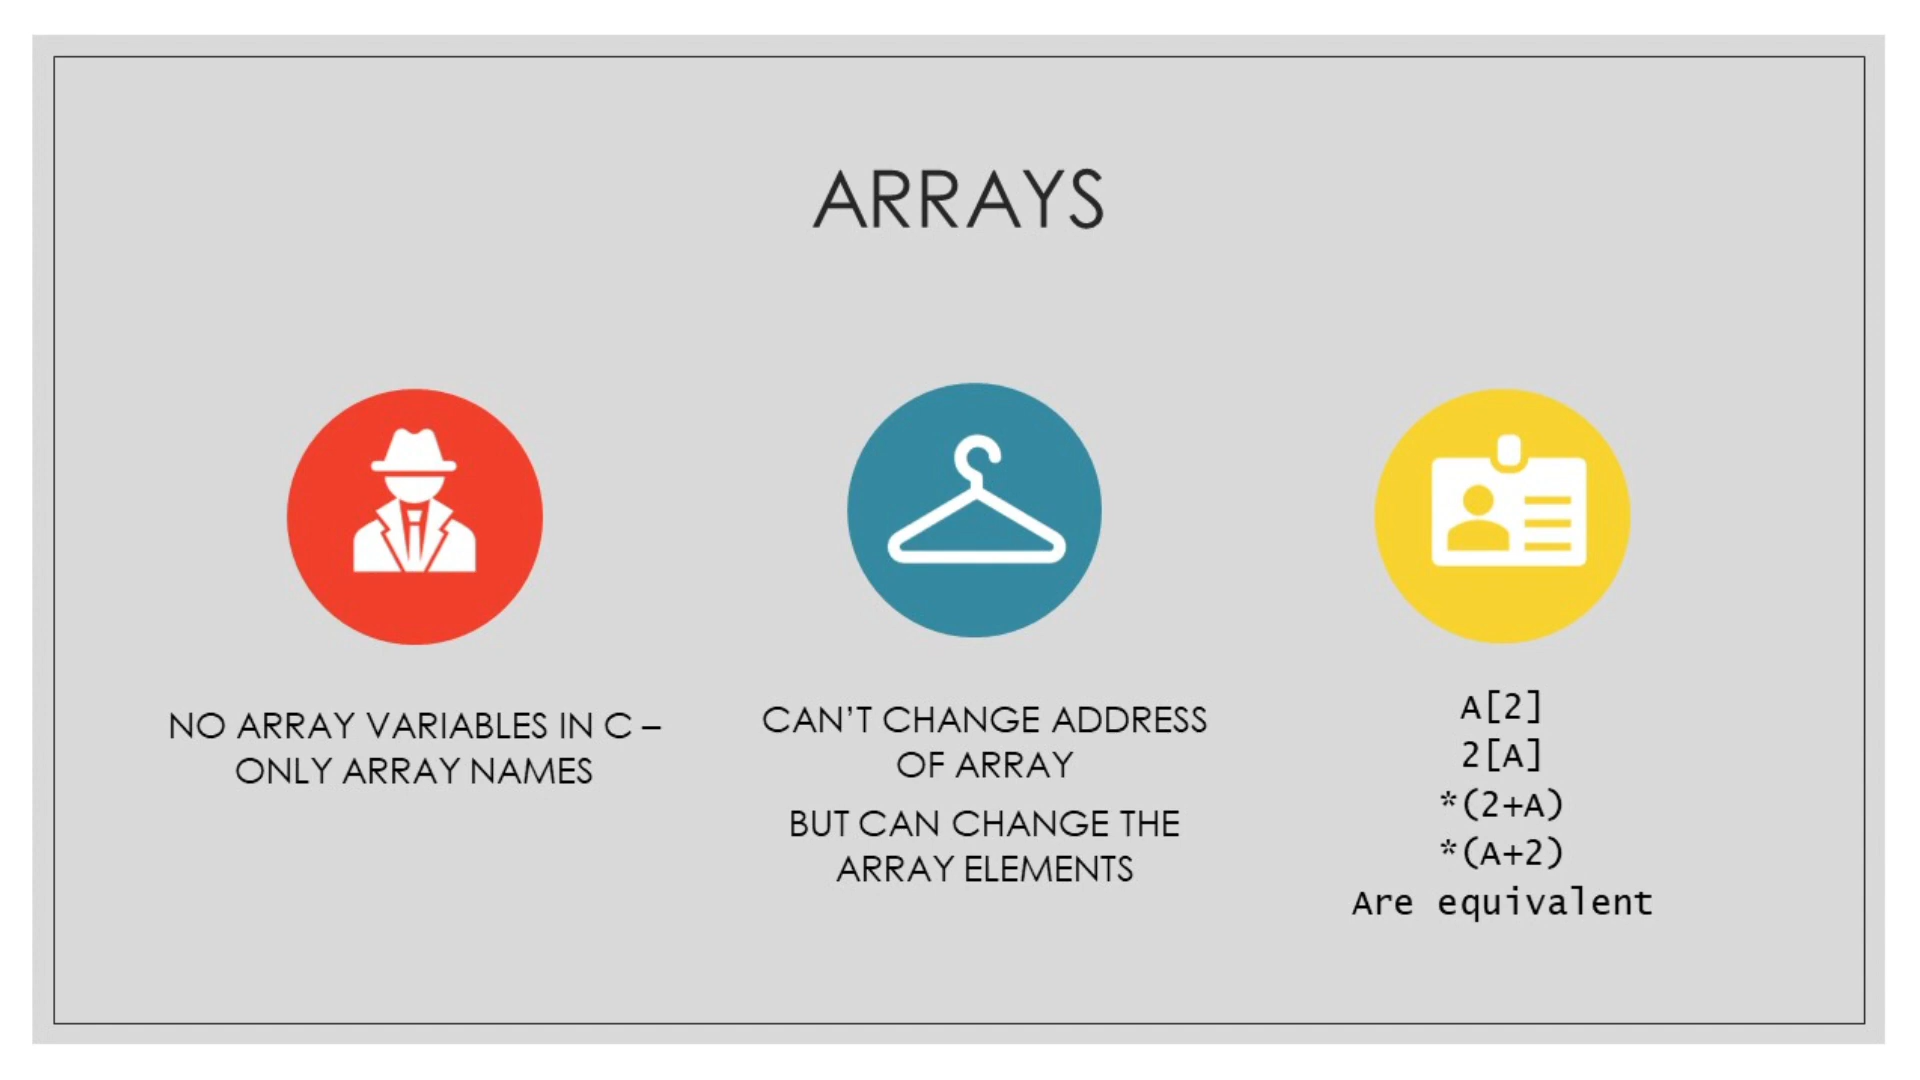 ARRAYS
NO ARRAY VARIABLES IN C –
ONLY ARRAY NAMES
CAN'T CHANGE ADDRESS
OF ARRAY
BUT CAN CHANGE THE
ARRAY ELEMENTS
A[2]
2[A]
*(2+A)
*(A+2)
Are equivalent